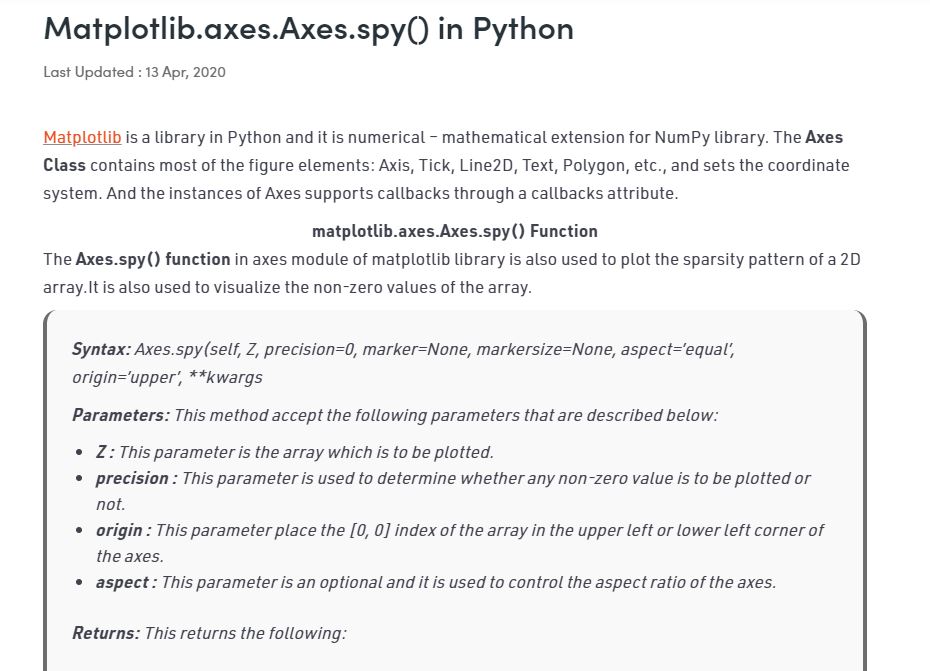 Matplotlib.axes.Axes.spy() in Python
Last Updated : 13 Apr, 2020
Matplotlib is a library in Python and it is numerical – mathematical extension for NumPy library. The Axes
Class contains most of the figure elements: Axis, Tick, Line2D, Text, Polygon, etc., and sets the coordinate
system. And the instances of Axes supports callbacks through a callbacks attribute.
matplotlib.axes.Axes.spy() Function
The Axes.spy() function in axes module of matplotlib library is also used to plot the sparsity pattern of a 2D
array.It is also used to visualize the non-zero values of the array.
Syntax: Axes.spy(self, Z, precision=0, marker=None, markersize=None, aspect=’equal’,
origin=’upper’, **kwargs
Parameters: This method accept the following parameters that are described below:
• Z : This parameter is the array which is to be plotted.
• precision : This parameter is used to determine whether any non-zero value is to be plotted or
not.
• origin : This parameter place the [0, 0] index of the array in the upper left or lower left corner of
the axes.
• aspect : This parameter is an optional and it is used to control the aspect ratio of the axes.
Returns: This returns the following: